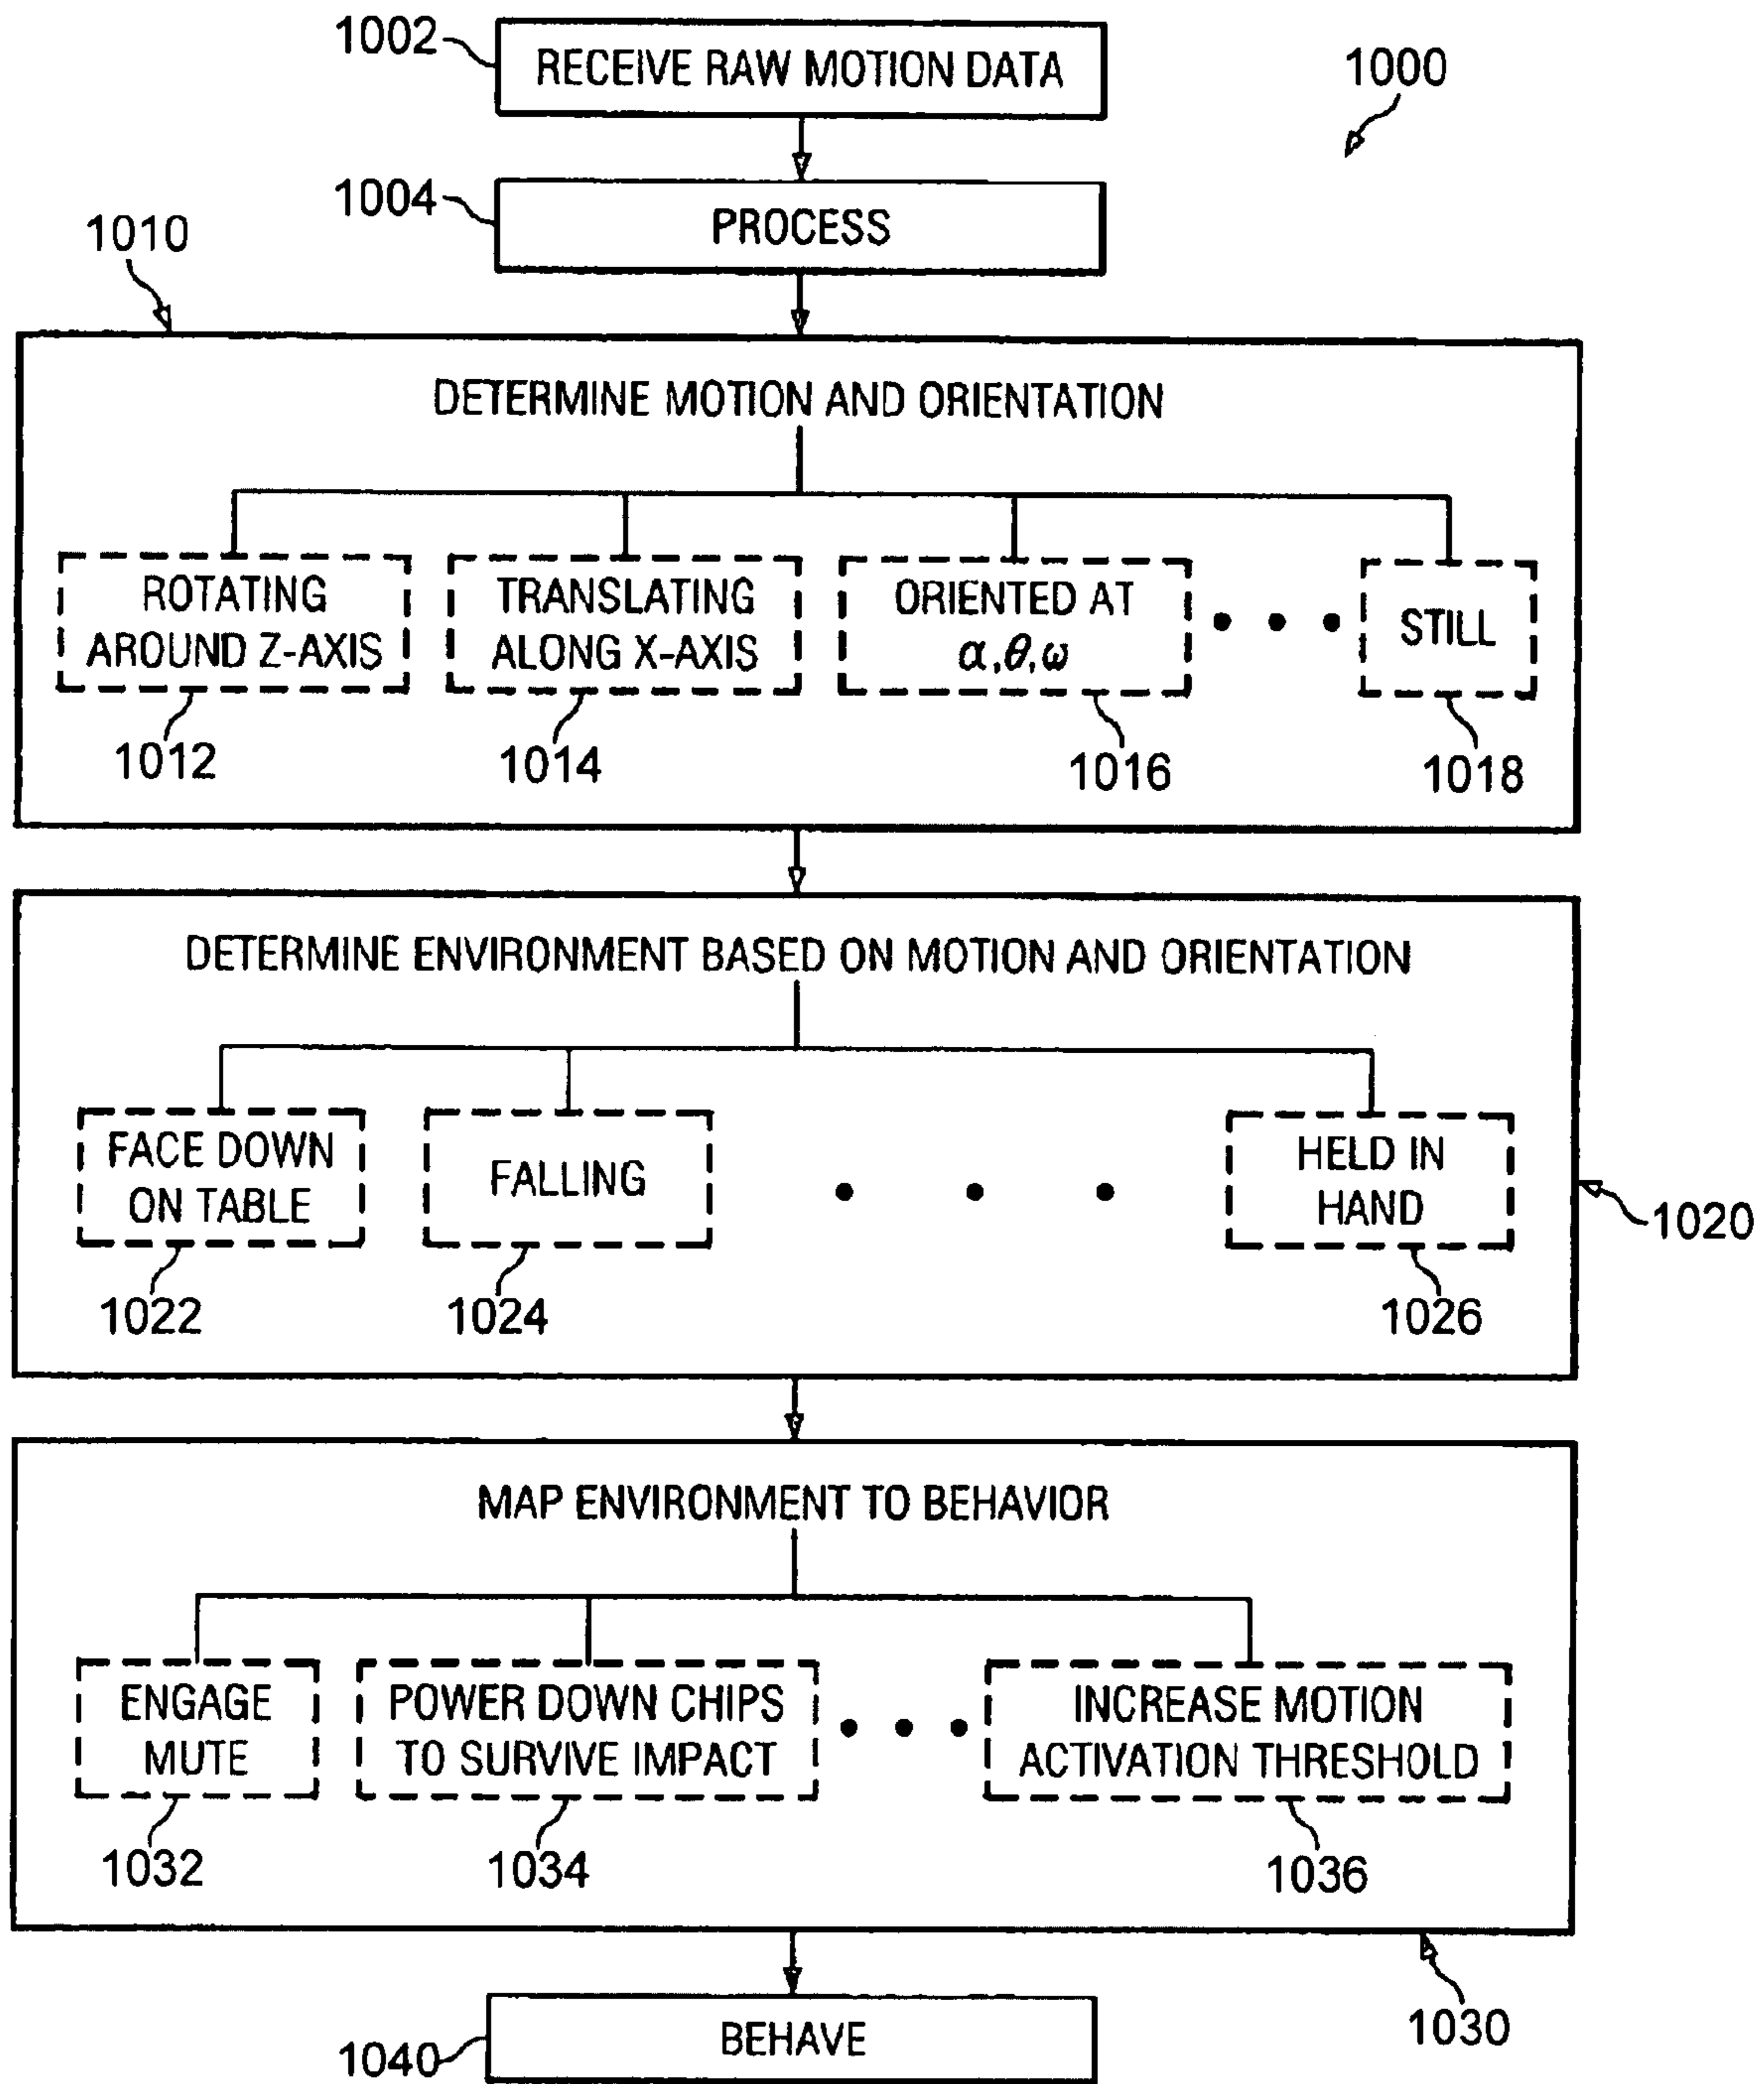 1002
RECEIVE RAW MOTION DATA
1000
1004
PROCESS
1010
DETERMINE MOTION AND ORIENTATION
ROTATING
AROUND Z-AXIS
TRANSLATING
ALONG X-AXIS
ORIENTED AT
α,θ,ω
STILL
1012
1014
1016
1018
DETERMINE ENVIRONMENT BASED ON MOTION AND ORIENTATION
FACE DOWN
ON TABLE
FALLING
HELD IN
HAND
1020
1022
1024
1026
MAP ENVIRONMENT TO BEHAVIOR
ENGAGE
MUTE
POWER DOWN CHIPS
TO SURVIVE IMPACT
INCREASE MOTION
ACTIVATION THRESHOLD
1032
1034
1036
1030
1040
BEHAVE